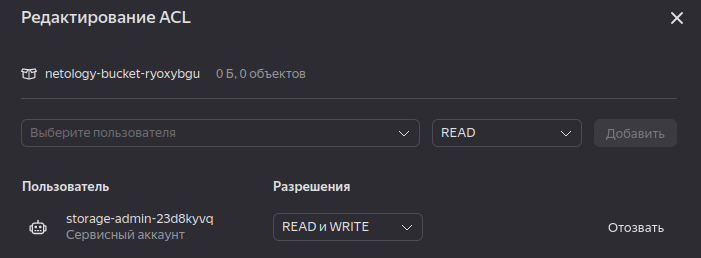 Редактирование ACL
netology-bucket-ryoxybgu 0 Б, 0 объектов
Выберите пользователя READ Добавить
Пользователь Разрешения
storage-admin-23d8kyvq READ и WRITE Отозвать
Сервисный аккаунт